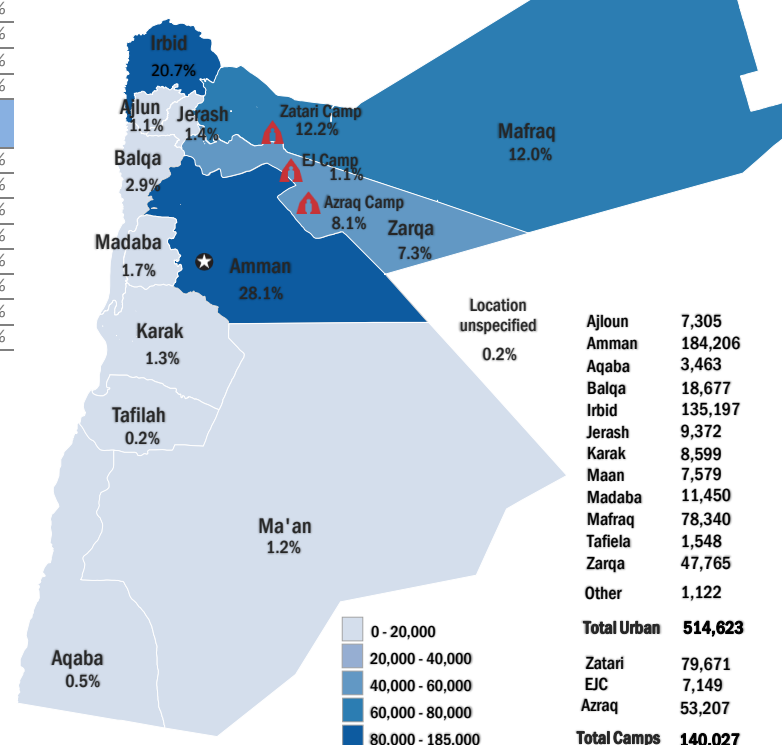 %
%
%
%
%
%
%
%
%
%
%
%
Irbid
20.7%
Ajlun
1.1%
Jerash
1.4%
Zatari Camp
12.2%
Mafraq
12.0%
Balqa
2.9%
EJ Camp
1.1%
Azraq Camp
8.1%
Zarqa
7.3%
Madaba
1.7%
Amman
28.1%
Karak
1.3%
Location
unspecified
0.2%
Tafilah
0.2%
Ma'an
1.2%
Aqaba
0.5%
0 - 20,000
20,000 - 40,000
40,000 - 60,000
60,000 - 80,000
80,000 - 185,000
Ajloun 7,305
Amman 184,206
Aqaba 3,463
Balqa 18,677
Irbid 135,197
Jerash 9,372
Karak 8,599
Maan 7,579
Madaba 11,450
Mafraq 78,340
Tafiela 1,548
Zarqa 47,765
Other 1,122
Total Urban 514,623
Zatari 79,671
EJC 7,149
Azraq 53,207
Total Camps 140,027